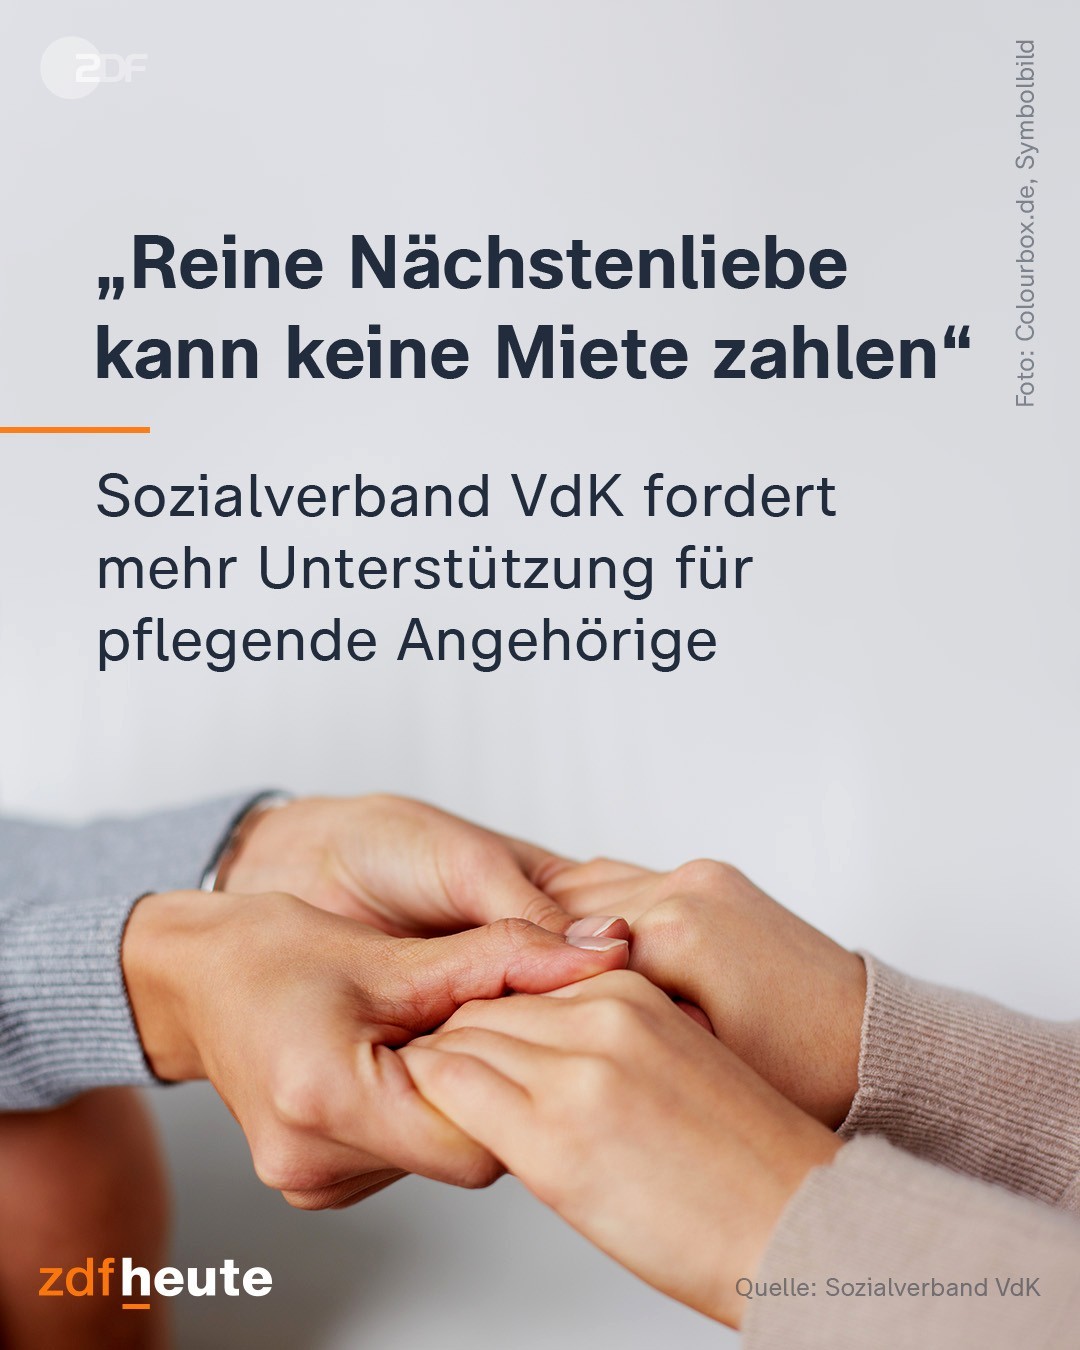 ZDF
Foto: Colourbox.de, Symbolbild
„Reine Nächstenliebe
kann keine Miete zahlen“
Sozialverband VdK fordert
mehr Unterstützung für
pflegende Angehörige
zdfheute
Quelle: Sozialverband VdK